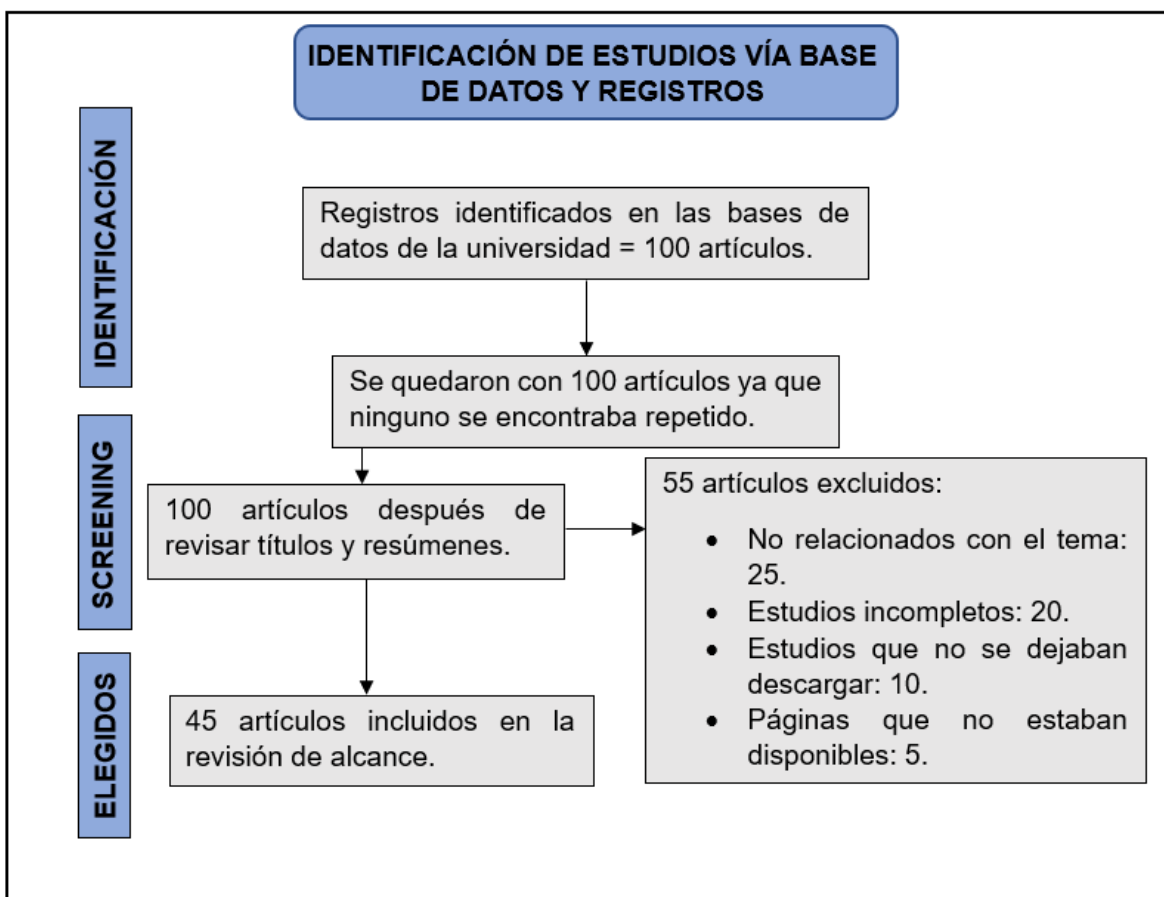 IDENTIFICACIÓN DE ESTUDIOS VÍA BASE
DE DATOS Y REGISTROS
IDENTIFICACIÓN
Registros identificados en las bases de
datos de la universidad = 100 artículos.
Se quedaron con 100 artículos ya que
ninguno se encontraba repetido.
SCREENING
100 artículos después de
revisar títulos y resúmenes.
55 artículos excluidos:
• No relacionados con el tema:
25.
• Estudios incompletos: 20.
• Estudios que no se dejaban
descargar: 10.
• Páginas que no estaban
disponibles: 5.
ELEGIDOS
45 artículos incluidos en la
revisión de alcance.